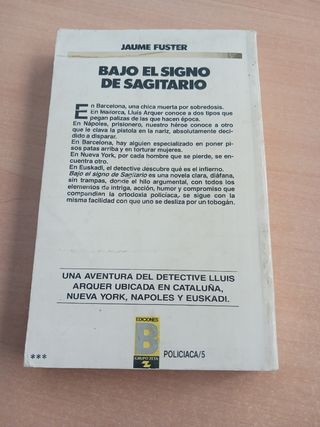 JAUME FUSTER
BAJO EL SIGNO
DE SAGITARIO
En Barcelona, una chica muerta por sobredosis.
En Mallorca, Lluis Arquer conoce a dos tipos que
pegan palizas de las que hacen época.
En Nápoles, prisionero, nuestro héroe conoce a otro
que le clava la pistola en la nariz, absolutamente deci-
dido a disparar.
En Barcelona, hay alguien especializado en poner pi-
sos patas arriba y en torturar mujeres.
En Nueva York, por cada hombre que se pierde, se en-
cuentra otro.
En Euskadi, el detective descubre qué es el infierno.
Bajo el signo de Sagitario es una novela clara, diáfana,
sin trampas, donde el hilo argumental, con todos los
elementos de intriga, acción, humor y compromiso que
compendian la ortodoxia policíaca, se sigue con la
misma facilidad con que uno se desliza por un tobogán.
UNA AVENTURA DEL DETECTIVE LLUIS
ARQUER UBICADA EN CATALUÑA,
NUEVA YORK, NAPOLES Y EUSKADI.
EDICIONES
B
GRUPO ZETA
POLICIACA/5
***